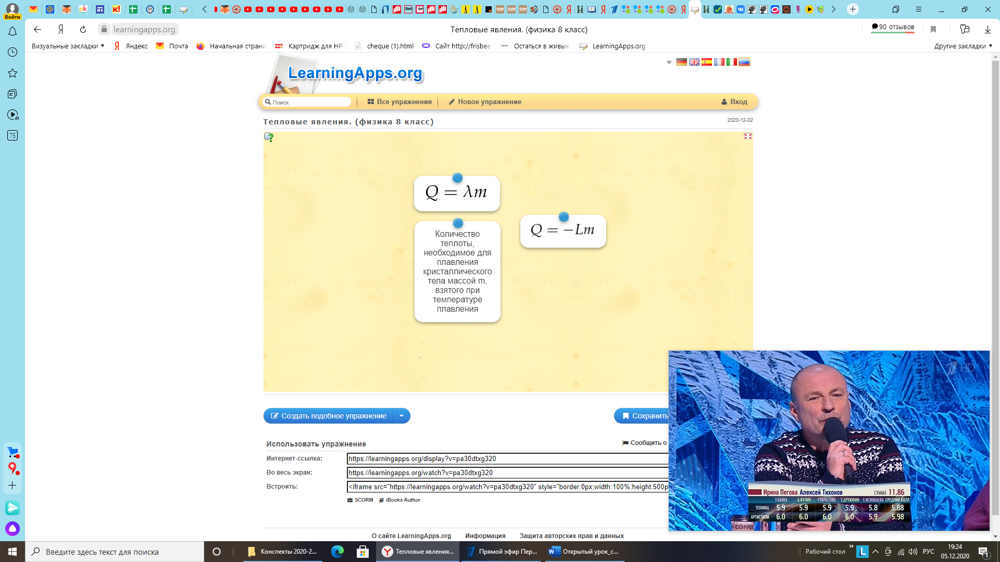 Войти
learningapps.org
Тепловые явления. (физика 8 класс)
90 отзывов
Визуальные закладки
Яндекс
Почта
Начальная страни
Картридж для HP
cheque (1).html
Сайт http://frisbee
Остаться в живых
LearningApps.org
Другие закладки
75
LearningApps.org
Поиск
Все упражнения
Новое упражнение
Вход
Тепловые явления. (физика 8 класс)
2020-12-02
Q = λm
Q = −Lm
Количество
теплоты,
необходимое для
плавления
кристаллического
тела массой m,
взятого при
температуре
плавления
Создать подобное упражнение
Сохранить
Использовать упражнение
Сообщить о
Интернет-ссылка:
https://learningapps.org/display?v=pa30dtxg320
Во весь экран:
https://learningapps.org/watch?v=pa30dtxg320
Встроить:
<iframe src="https://learningapps.org/watch?v=pa30dtxg320" style="border:0px;width:100%;height:500p
SCORM
iBooks Author
О сайте LearningApps.org
Информация
Защита авторских прав и данных
HD
Ирина Пегова Алексей Тихонов СУММА 11.86
Т.НАВКА А.ЖУЛИН Т.ТАРАСОВА Е.ДРУЖИНИН Е.ИСИНБАЕВА СРЕДНИЙ БАЛЛ
ТЕХНИКА 5.9 5.9 5.9 5.9 5.8 5.88
АРТИСТИЗМ 6.0 6.0 6.0 6.0 5.9 5.98
ESPRESSO
COFFEE
Введите здесь текст для поиска
Конспекты 2020-2...
Тепловые явления...
Прямой эфир Пер...
Открытый урок_с...
Рабочий стол
РУС
19:24
05.12.2020
1